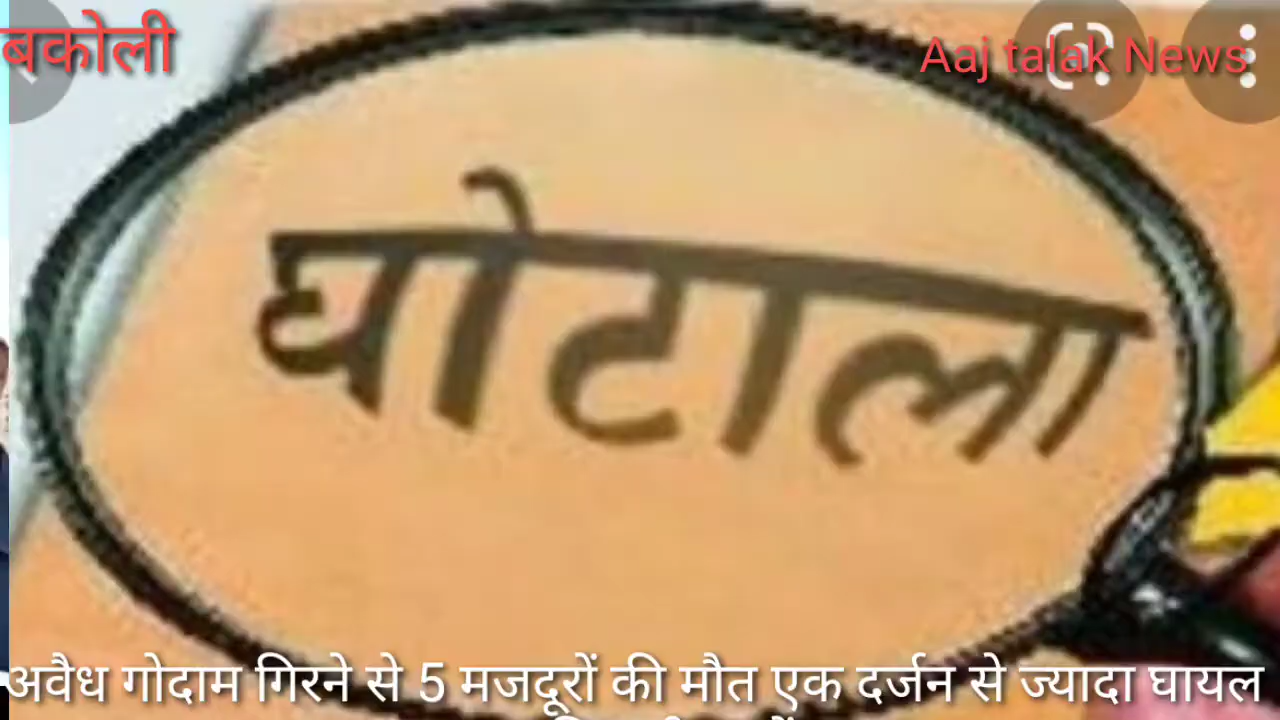 बकोली
Aaj talak News
घोटाला
अवैध गोदाम गिरने से 5 मजदूरों की मौत एक दर्जन से ज्यादा घायल